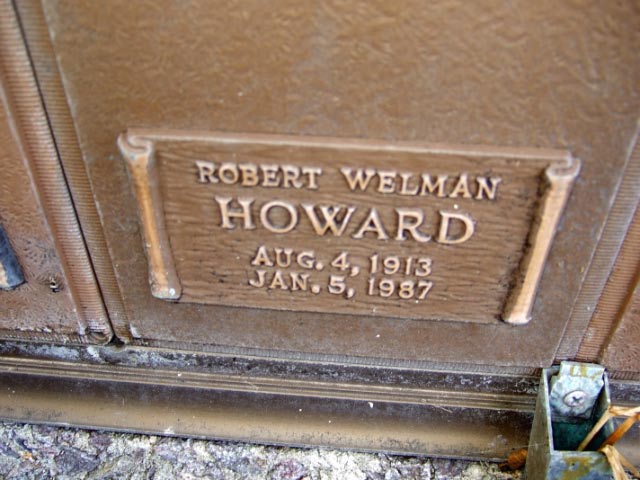 ROBERT WELMAN
HOWARD
AUG. 4, 1913
JAN. 5, 1987